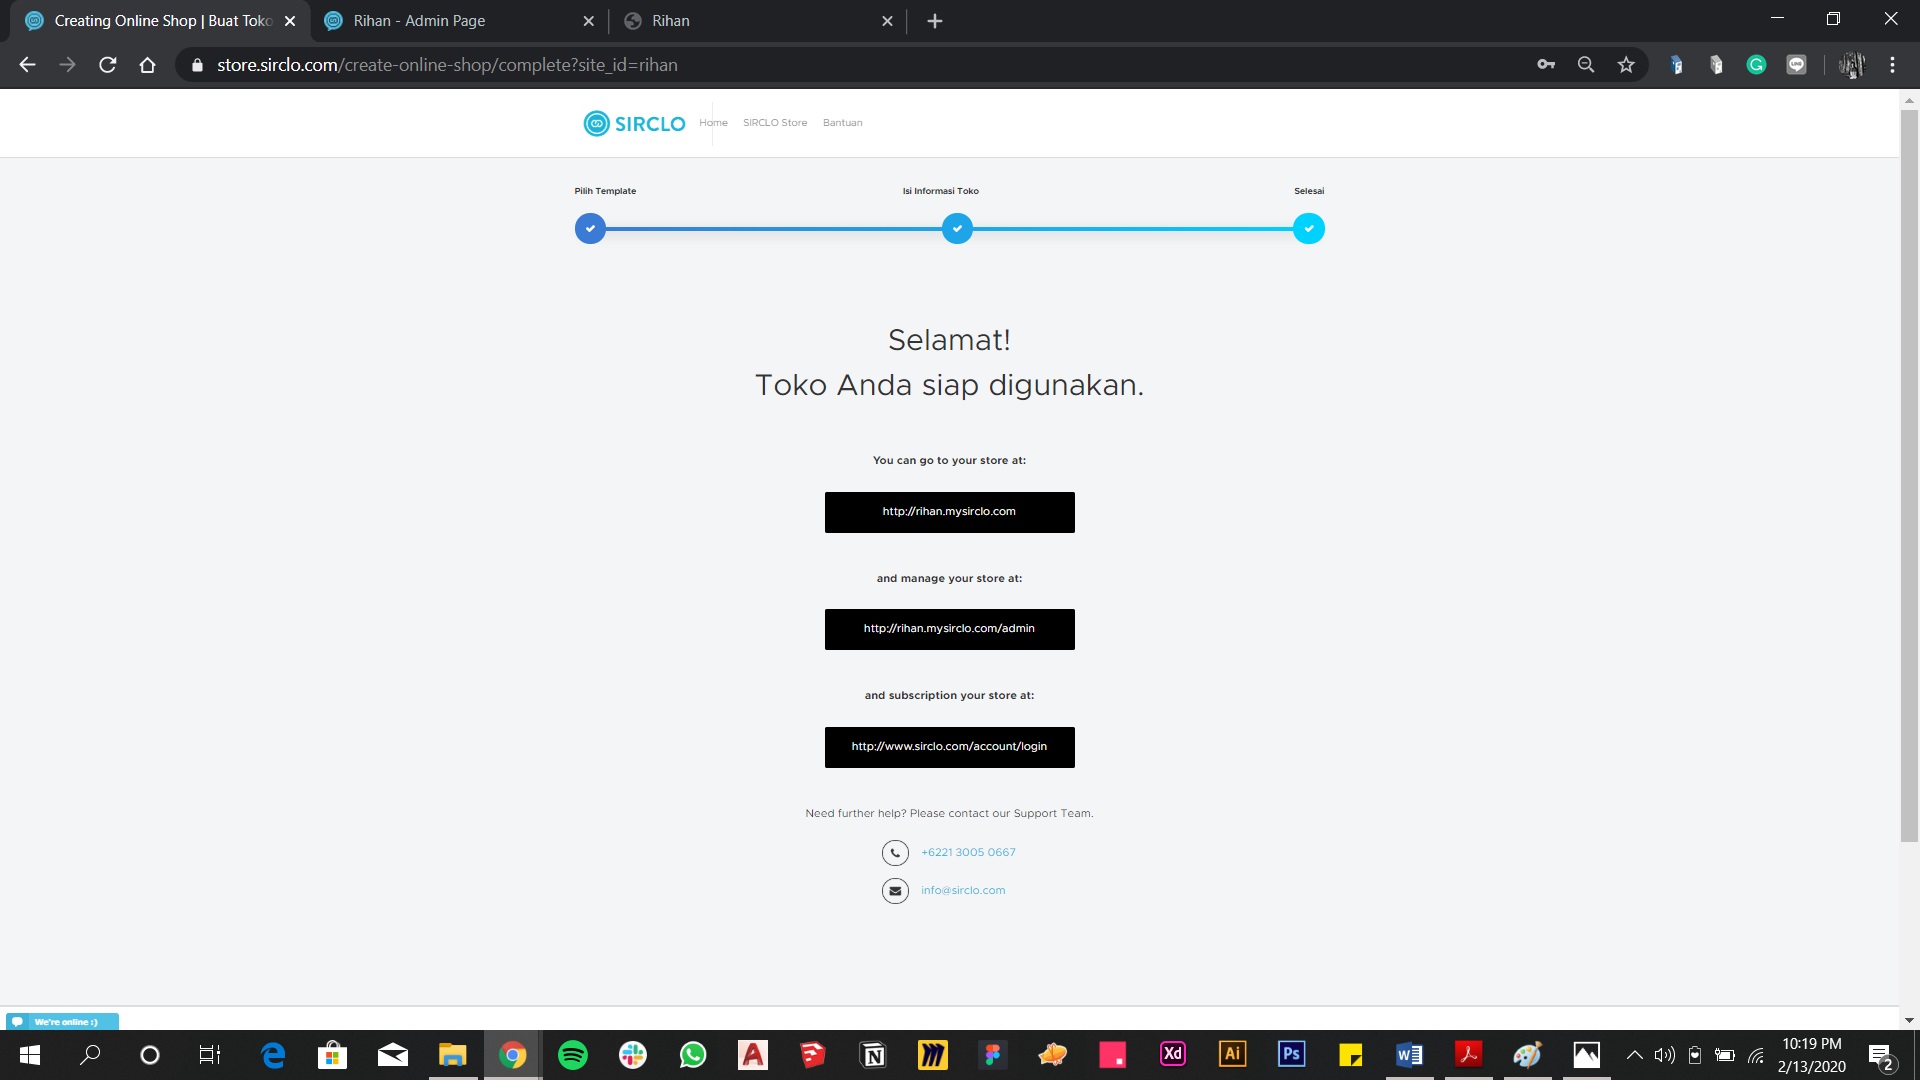 Creating Online Shop | Buat Toko
Rihan - Admin Page
Rihan
store.sirclo.com/create-online-shop/complete?site_id=rihan
SIRCLO
Home
SIRCLO Store
Bantuan
Pilih Template
Isi Informasi Toko
Selesai
Selamat!
Toko Anda siap digunakan.
You can go to your store at:
http://rihan.mysirclo.com
and manage your store at:
http://rihan.mysirclo.com/admin
and subscription your store at:
http://www.sirclo.com/account/login
Need further help? Please contact our Support Team.
+6221 3005 0667
info@sirclo.com
We're online :)
Xd
Ai
Ps
10:19 PM
2/13/2020
2